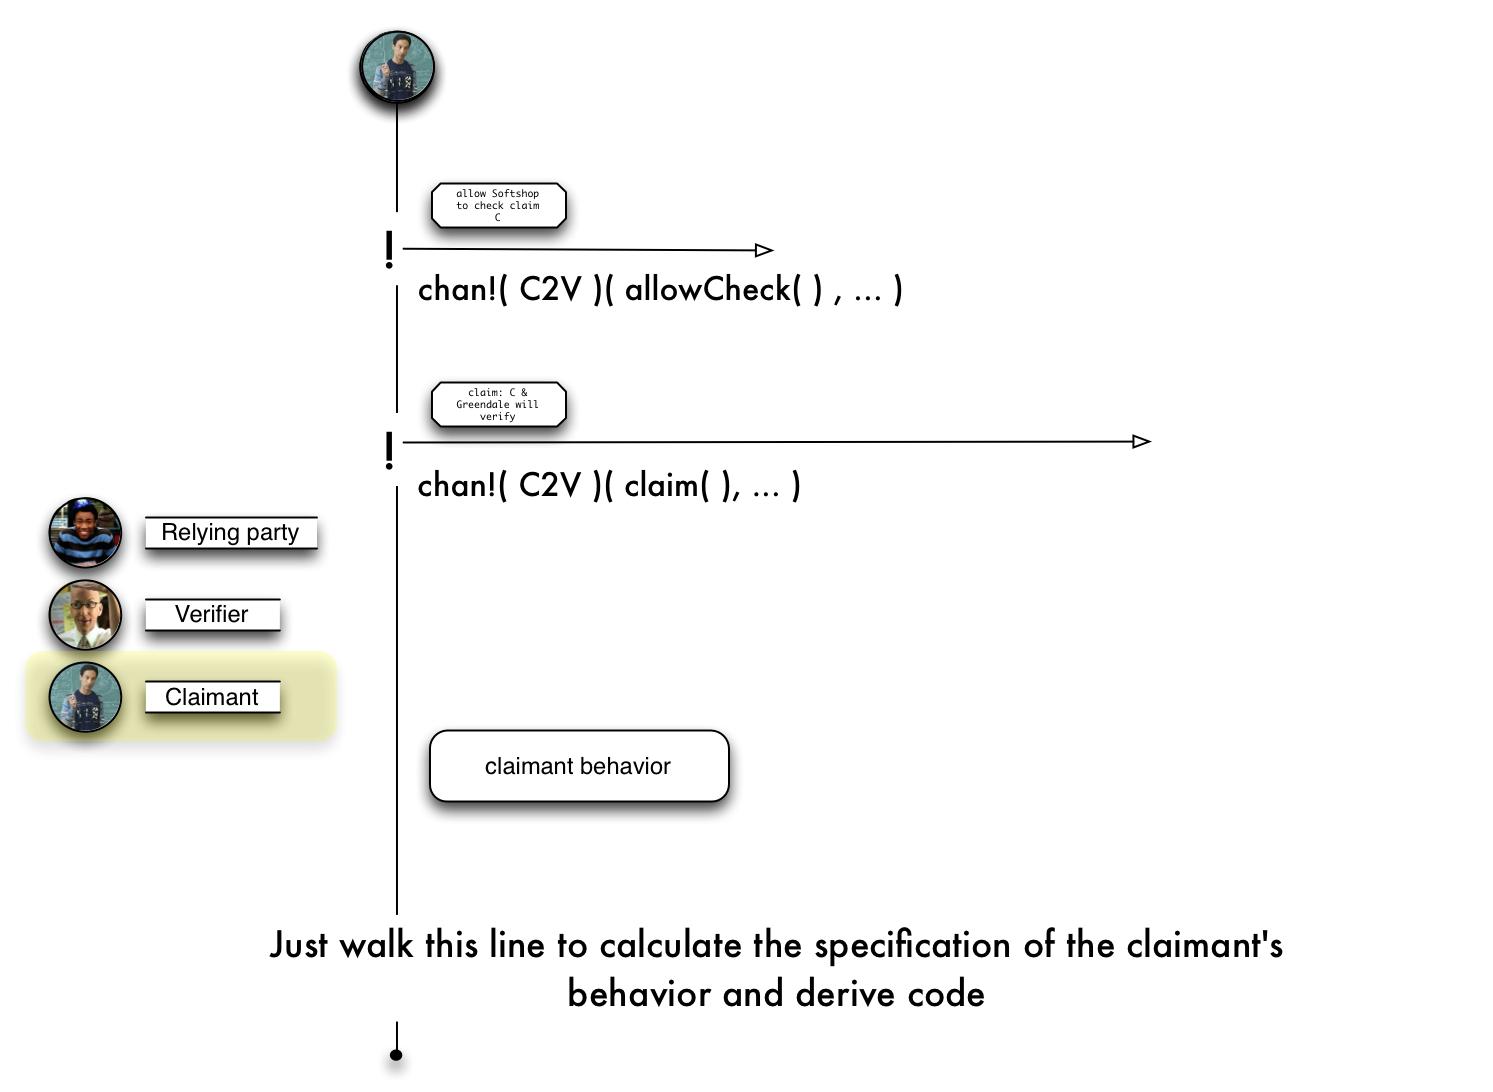 allow Softshop
to check claim
C
!
chan!( C2V )( allowCheck( ) , ... )
claim: C &
Greendale will
verify
!
chan!( C2V )( claim( ), ... )
Relying party
Verifier
Claimant
claimant behavior
Just walk this line to calculate the specification of the claimant's
behavior and derive code